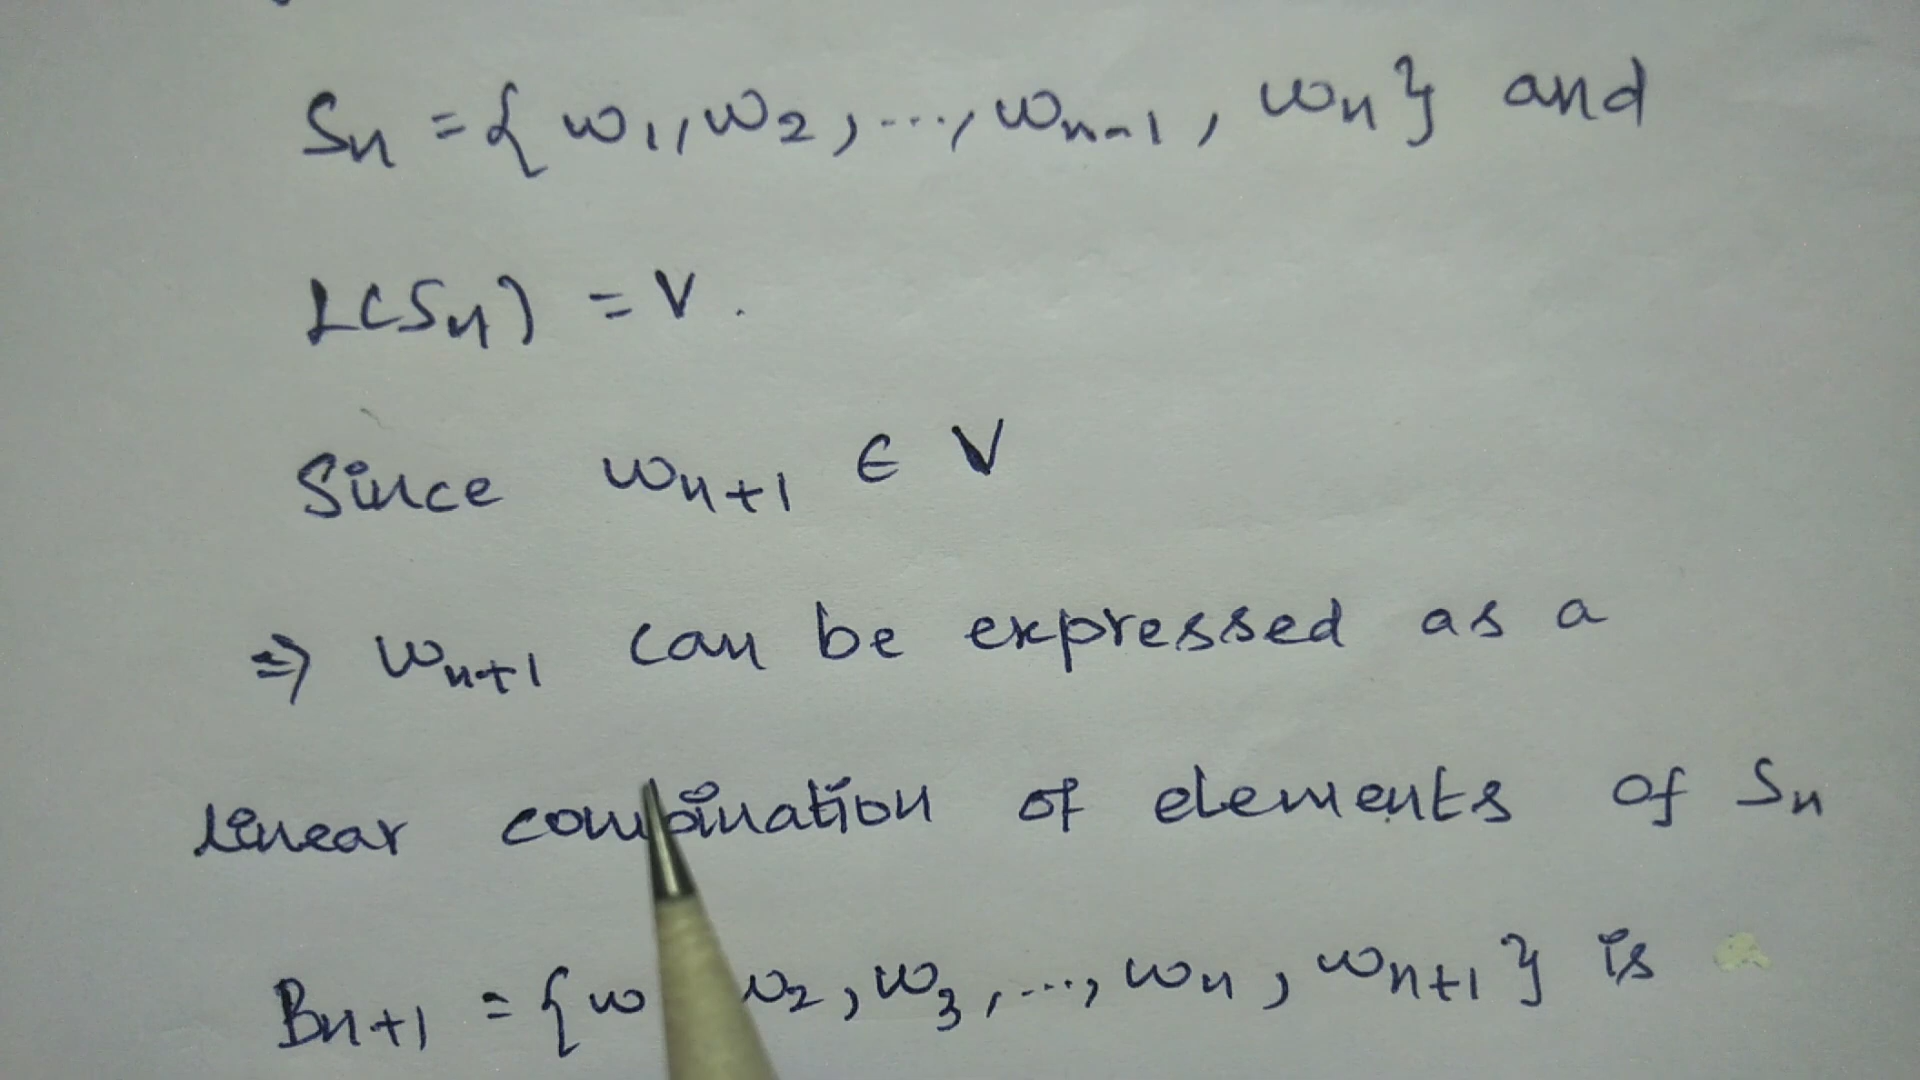 Sn = { w1, w2, ..., wn-1, wn } and
L(Sn) = V.
Since wn+1 ∈ V
⇒ wn+1 can be expressed as a
linear combination of elements of Sn
Bn+1 = { w w2, w3, ..., wn, wn+1 } is